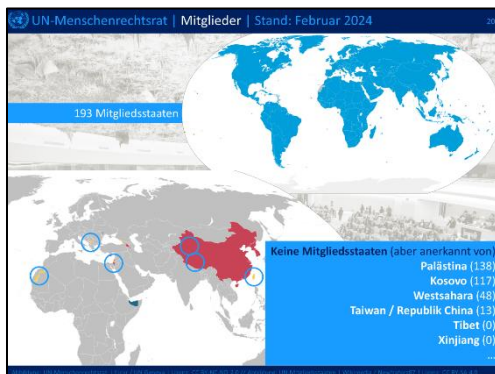 UN-Menschenrechtsrat | Mitglieder | Stand: Februar 2024
193 Mitgliedsstaaten
Keine Mitgliedsstaaten (aber anerkannt von)
Palästina (138)
Kosovo (117)
Westsahara (48)
Taiwan / Republik China (13)
Tibet (0)
Xinjiang (0)
...